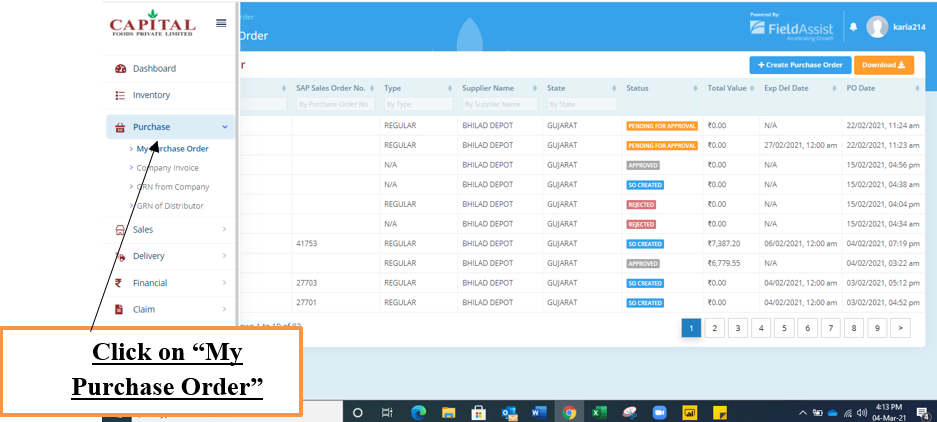 CAPITAL
FOODS PRIVATE LIMITED
Order
Powered By:
FieldAssist
Accelerating Growth
karia214
Dashboard
Inventory
Purchase
My Purchase Order
Company Invoice
GRN from Company
GRN of Distributor
Sales
Delivery
Financial
Claim
+ Create Purchase Order Download
SAP Sales Order No. Type Supplier Name State Status Total Value Exp Del Date PO Date
By Purchase Order No By Type By Supplier Name By State
REGULAR BHILAD DEPOT GUJARAT PENDING FOR APPROVAL ₹0.00 N/A 22/02/2021, 11:24 am
REGULAR BHILAD DEPOT GUJARAT PENDING FOR APPROVAL ₹0.00 27/02/2021, 12:00 am 22/02/2021, 11:23 am
N/A BHILAD DEPOT GUJARAT APPROVED ₹0.00 N/A 15/02/2021, 04:56 pm
N/A BHILAD DEPOT GUJARAT SO CREATED ₹0.00 N/A 15/02/2021, 04:38 am
REGULAR BHILAD DEPOT GUJARAT REJECTED ₹0.00 N/A 15/02/2021, 04:04 pm
N/A BHILAD DEPOT GUJARAT REJECTED ₹0.00 N/A 15/02/2021, 04:34 am
41753 REGULAR BHILAD DEPOT GUJARAT SO CREATED ₹7,387.20 06/02/2021, 12:00 am 04/02/2021, 07:19 pm
REGULAR BHILAD DEPOT GUJARAT APPROVED ₹6,779.55 N/A 04/02/2021, 03:22 am
27703 REGULAR BHILAD DEPOT GUJARAT SO CREATED ₹0.00 04/02/2021, 12:00 am 03/02/2021, 05:12 pm
27701 REGULAR BHILAD DEPOT GUJARAT SO CREATED ₹0.00 04/02/2021, 12:00 am 03/02/2021, 04:52 pm
1 2 3 4 5 6 7 8 9 >
Click on “My
Purchase Order”
4:13 PM
04-Mar-21
4